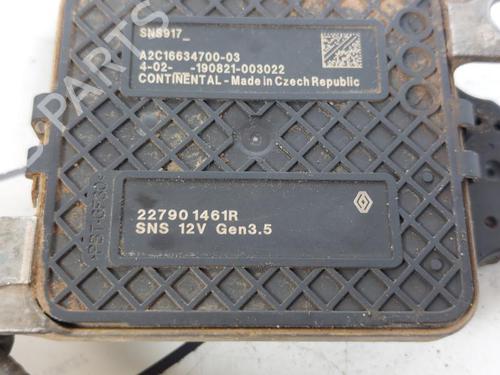 SNS917_
A2C16634700-03
4-02- -190821-003022
CONTINENTAL - Made in Czech Republic
227901461R
SNS 12V Gen3.5